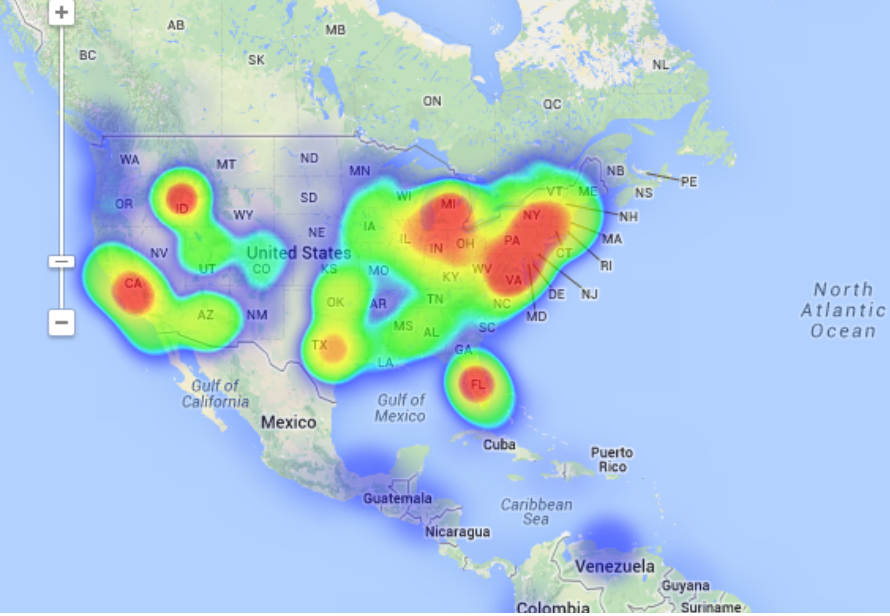 +
AB
MB
BC
SK
NL
ON
QC
WA
MT
ND
MN
NB
PE
NS
OR
ID
WY
SD
WI
MI
VT
ME
NH
NE
IA
IL
IN
OH
NY
PA
MA
NV
United States
CT
RI
UT
CO
KS
MO
KY
WV
VA
DE
NJ
CA
AZ
NM
OK
AR
TN
NC
MD
North
Atlantic
Ocean
TX
MS
AL
SC
LA
GA
Gulf of
California
FL
Gulf of
Mexico
Mexico
Cuba
Puerto
Rico
Guatemala
Caribbean
Sea
Nicaragua
Venezuela
Guyana
Colombia
Suriname
−